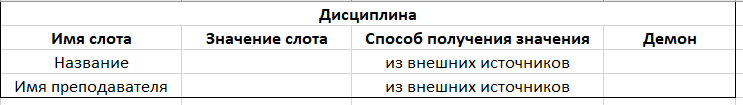 Дисциплина
Имя слота Значение слота Способ получения значения Демон
Название из внешних источников
Имя преподавателя из внешних источников